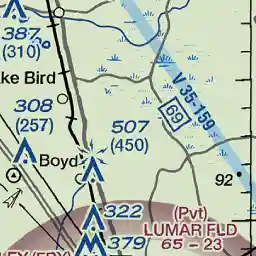 387
(310)
ke Bird
308
(257)
507
(450)
V 35-159
69
Boyd
92
322
379
(Pvt)
LUMAR FLD
65 - 23